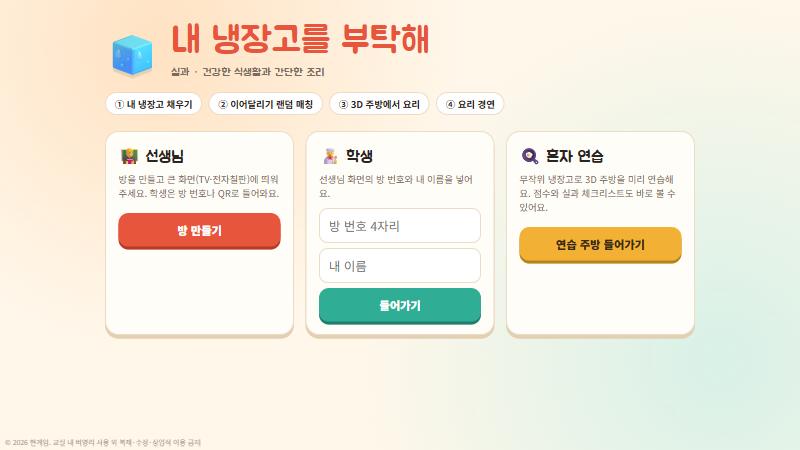 내 냉장고를 부탁해
실과 · 건강한 식생활과 간단한 조리
① 내 냉장고 채우기
② 이어달리기 랜덤 매칭
③ 3D 주방에서 요리
④ 요리 경연
선생님
방을 만들고 큰 화면(TV·전자칠판)에 띄워
주세요. 학생은 방 번호나 QR로 들어와요.
방 만들기
학생
선생님 화면의 방 번호와 내 이름을 넣어
요.
방 번호 4자리
내 이름
들어가기
혼자 연습
무작위 냉장고로 3D 주방을 미리 연습해
요. 점수와 실과 체크리스트도 바로 볼 수
있어요.
연습 주방 들어가기
© 2026 현게임. 교실 내 비영리 사용 외 복제·수정·상업적 이용 금지